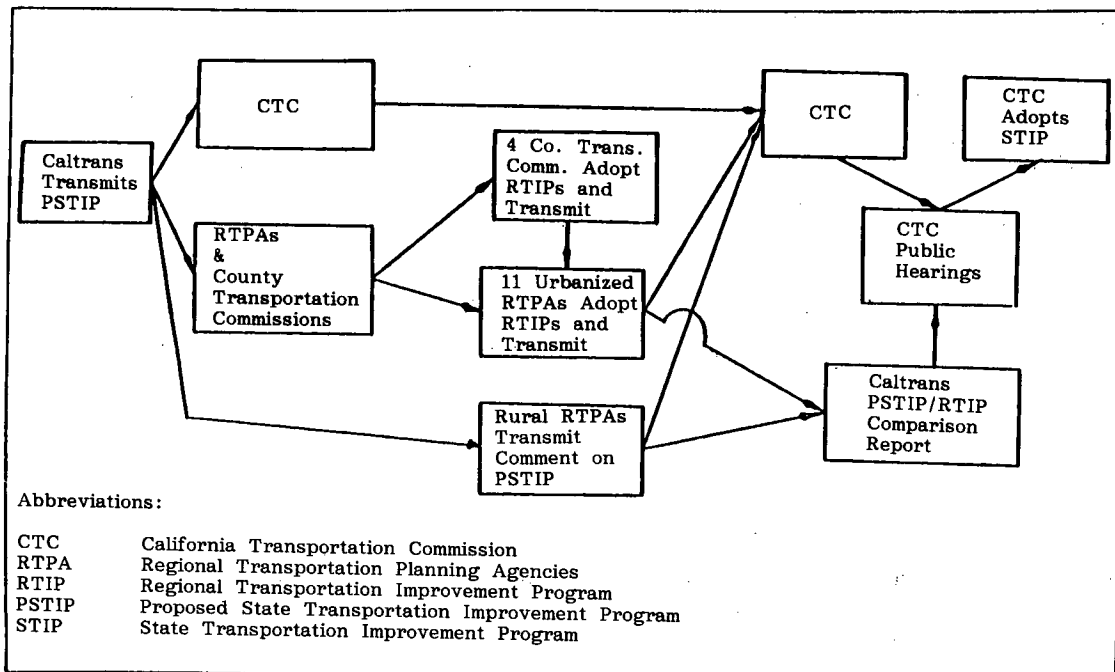 Caltrans
Transmits
PSTIP
CTC
RTPAs
&
County
Transportation
Commissions
4 Co. Trans.
Comm. Adopt
RTIPs and
Transmit
11 Urbanized
RTPAs Adopt
RTIPs and
Transmit
Rural RTPAs
Transmit
Comment on
PSTIP
CTC
CTC
Adopts
STIP
CTC
Public
Hearings
Caltrans
PSTIP/RTIP
Comparison
Report
Abbreviations:
CTC California Transportation Commission
RTPA Regional Transportation Planning Agencies
RTIP Regional Transportation Improvement Program
PSTIP Proposed State Transportation Improvement Program
STIP State Transportation Improvement Program